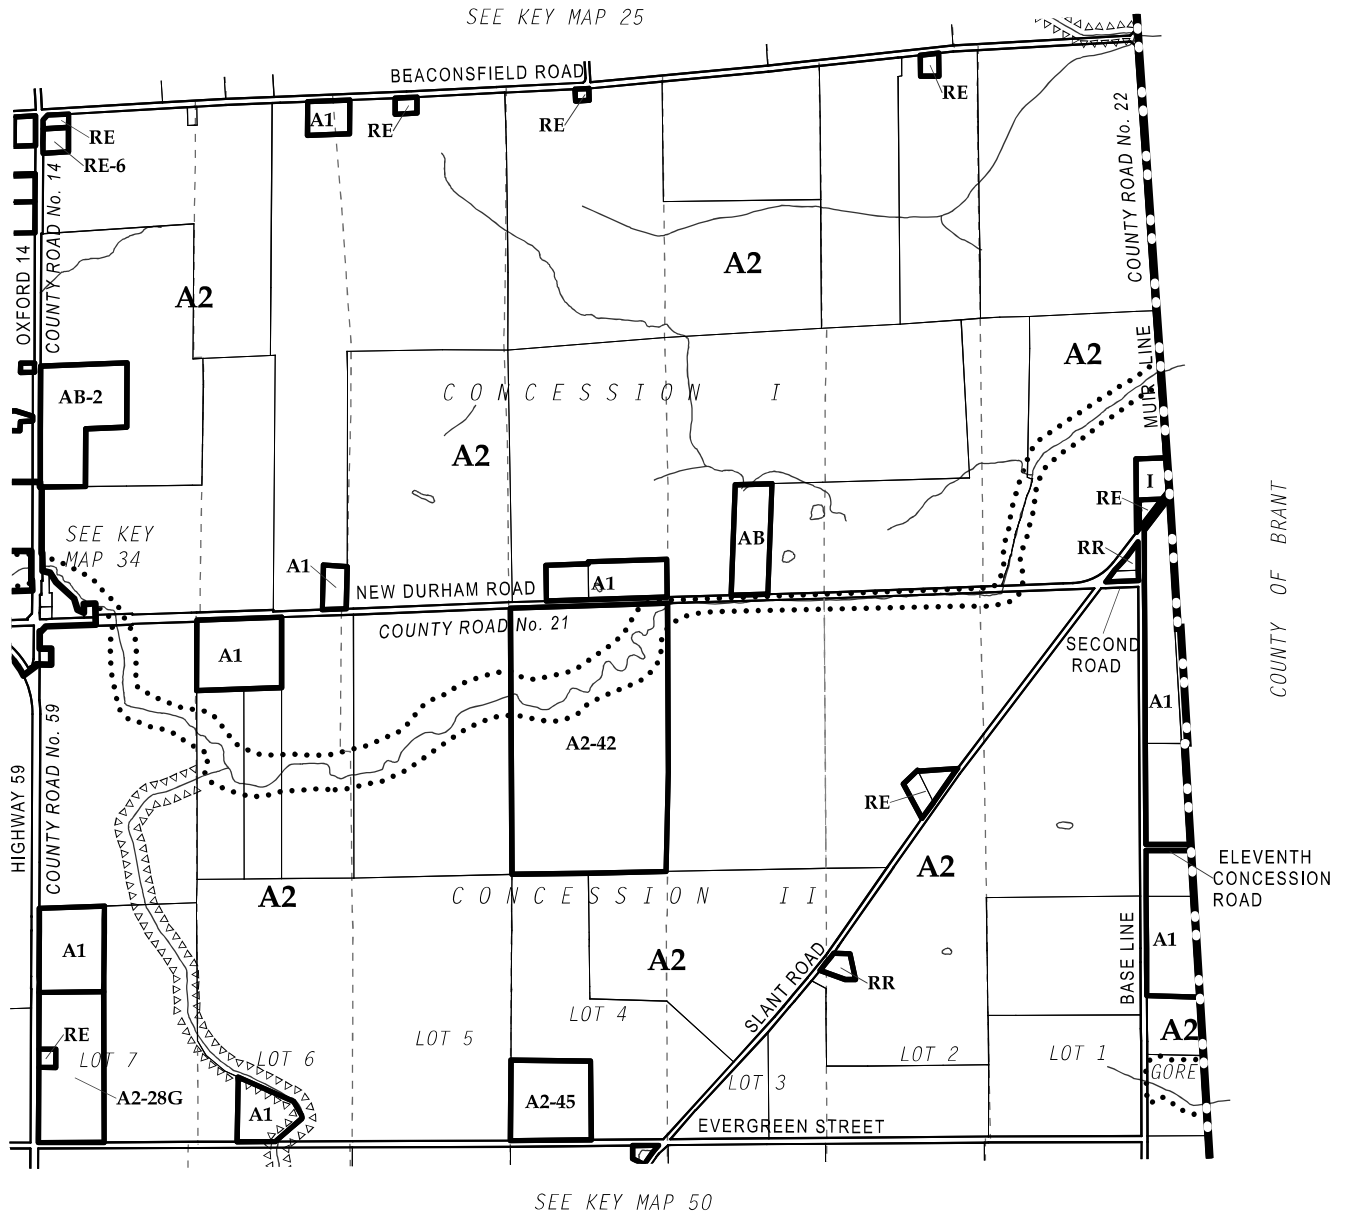 SEE KEY MAP 25
BEACONSFIELD ROAD
RE
A1
RE
RE
RE
RE-6
COUNTY ROAD No. 22
COUNTY ROAD No. 14
OXFORD 14
A2
A2
A2
MUIR LINE
CONCESSION I
AB-2
A2
I
RE
COUNTY OF BRANT
SEE KEY
MAP 34
AB
RR
A1
NEW DURHAM ROAD
A1
COUNTY ROAD No. 21
SECOND
ROAD
A1
A1
A2-42
HIGHWAY 59
COUNTY ROAD No. 59
RE
A2
ELEVENTH
CONCESSION
ROAD
A2
CONCESSION II
A1
A2
A1
BASE LINE
SLANT ROAD
RR
LOT 4
RE
LOT 7
LOT 6
LOT 5
LOT 3
LOT 2
LOT 1
A2
GORE
A2-28G
A1
A2-45
EVERGREEN STREET
SEE KEY MAP 50